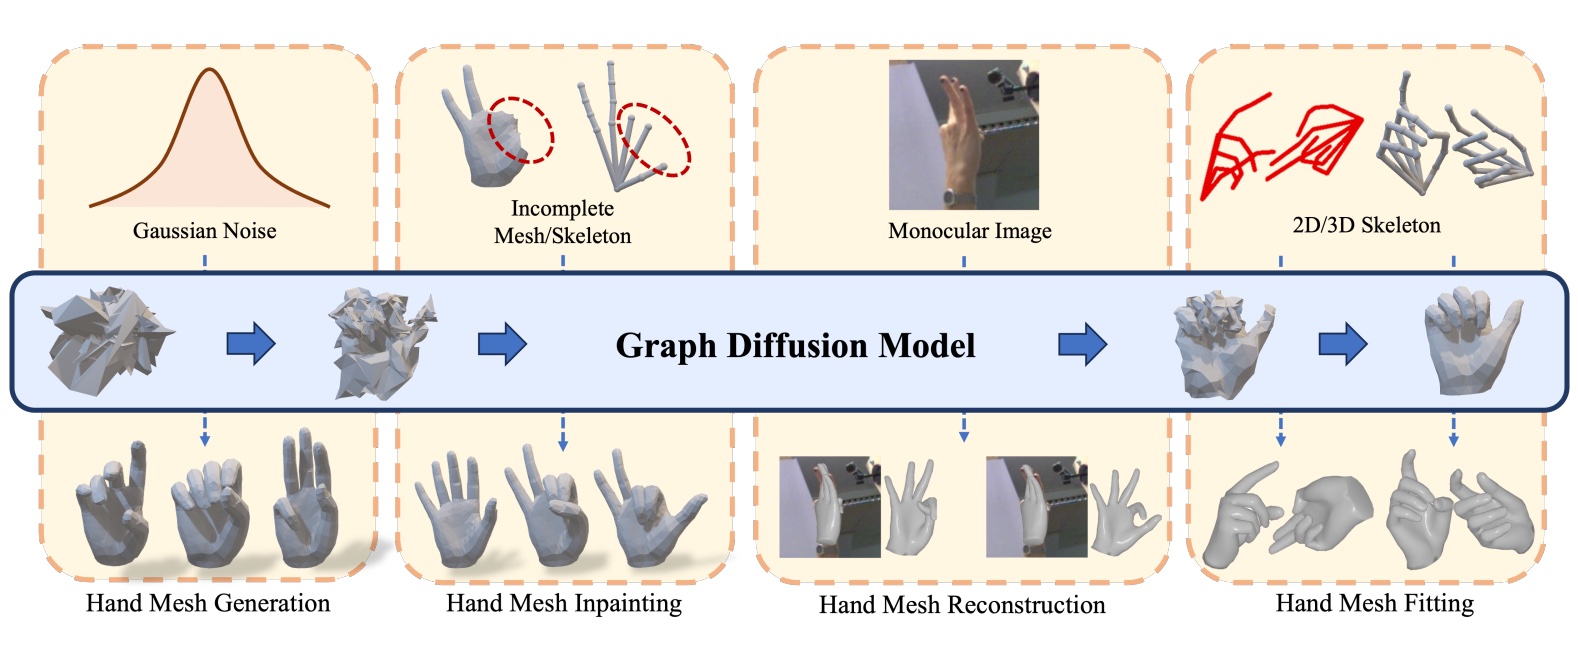 Gaussian Noise
Incomplete
Mesh/Skeleton
Monocular Image
2D/3D Skeleton
Graph Diffusion Model
Hand Mesh Generation
Hand Mesh Inpainting
Hand Mesh Reconstruction
Hand Mesh Fitting